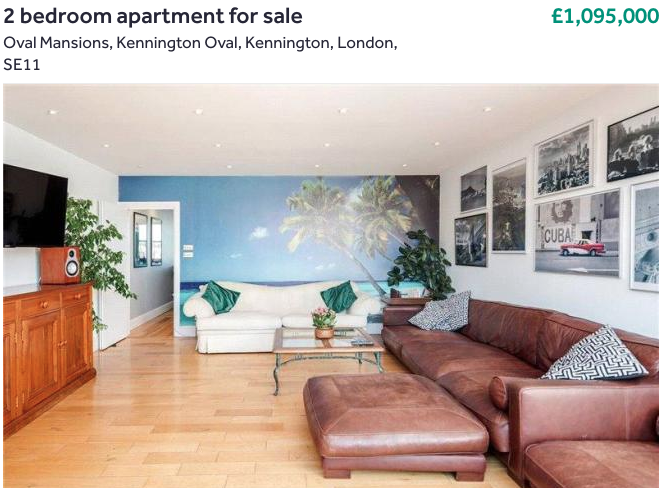 2 bedroom apartment for sale
£1,095,000
Oval Mansions, Kennington Oval, Kennington, London,
SE11
CUBA